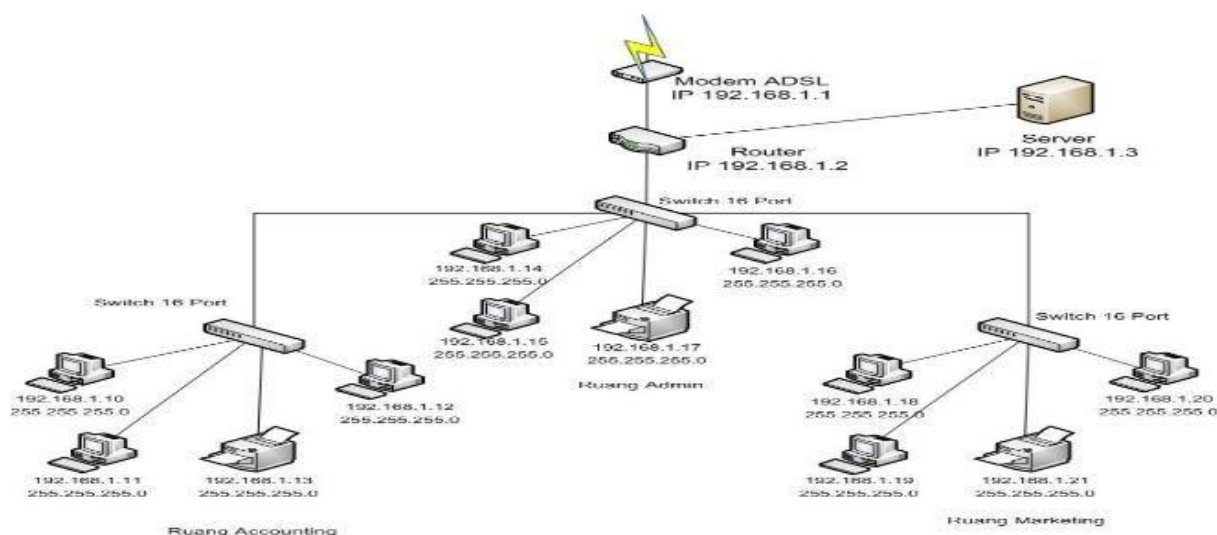 Modem ADSL
IP 192.168.1.1
Server
IP 192.168.1.3
Router
IP 192.168.1.2
Switch 16 Port
192.168.1.14
255.255.255.0
192.168.1.16
255.255.255.0
192.168.1.15
255.255.255.0
192.168.1.17
255.255.255.0
Ruang Admin
Switch 16 Port
192.168.1.10
255.255.255.0
192.168.1.12
255.255.255.0
192.168.1.11
255.255.255.0
192.168.1.13
255.255.255.0
Ruang Accounting
Switch 16 Port
192.168.1.18
255.255.255.0
192.168.1.20
255.255.255.0
192.168.1.19
255.255.255.0
192.168.1.21
255.255.255.0
Ruang Marketing